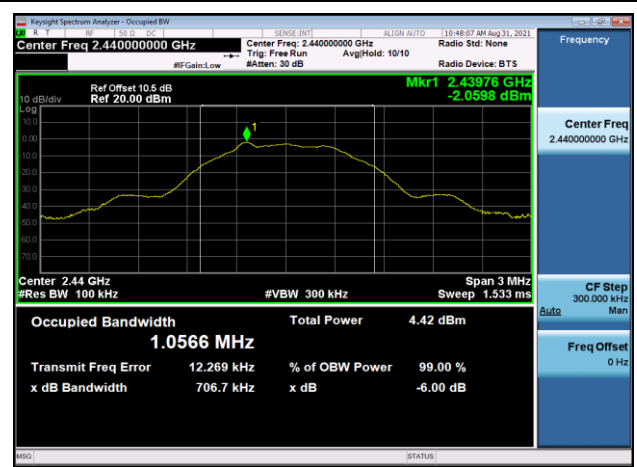 Keysight Spectrum Analyzer - Occupied BW
R T RF 50 Ω DC SENSE:INT ALIGN AUTO 10:48:07 AM Aug 31, 2021
Center Freq 2.440000000 GHz
Center Freq: 2.440000000 GHz
Radio Std: None
Trig: Free Run
Avg|Hold: 10/10
#IFGain:Low
#Atten: 30 dB
Radio Device: BTS
Frequency
Ref Offset 10.5 dB
Mkr1 2.43976 GHz
10 dB/div Ref 20.00 dBm
-2.0598 dBm
Log
10.0
0.00
-10.0
-20.0
-30.0
-40.0
-50.0
-60.0
-70.0
1
Center 2.44 GHz
Span 3 MHz
#Res BW 100 kHz
#VBW 300 kHz
Sweep 1.533 ms
Occupied Bandwidth
Total Power 4.42 dBm
1.0566 MHz
Transmit Freq Error 12.269 kHz
% of OBW Power 99.00 %
x dB Bandwidth 706.7 kHz
x dB -6.00 dB
Center Freq
2.440000000 GHz
CF Step
300.000 kHz
Auto Man
Freq Offset
0 Hz
MSG
STATUS